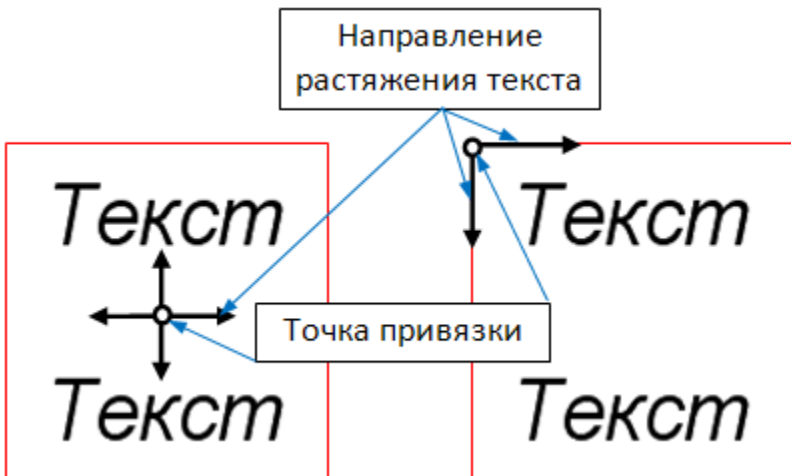 Направление
растяжения текста
Текст
Текст
Точка привязки
Текст
Текст